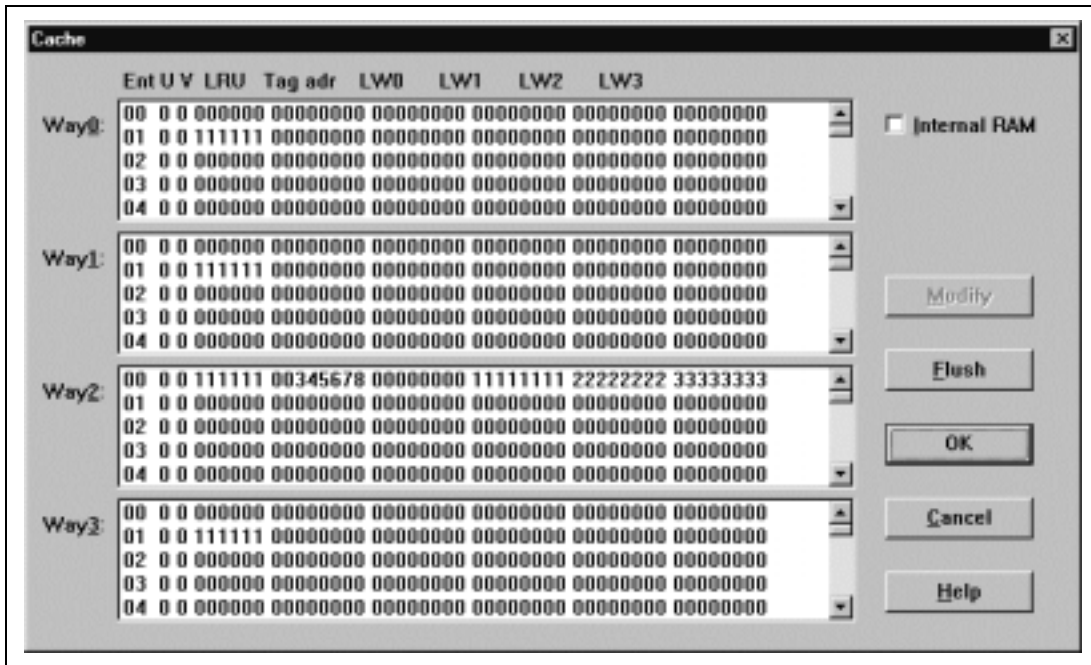 Cache
Ent U V LRU Tag adr LW0 LW1 LW2 LW3
Way0:
00 0 0 000000 00000000 00000000 00000000 00000000 00000000
01 0 0 111111 00000000 00000000 00000000 00000000 00000000
02 0 0 000000 00000000 00000000 00000000 00000000 00000000
03 0 0 000000 00000000 00000000 00000000 00000000 00000000
04 0 0 000000 00000000 00000000 00000000 00000000 00000000
Internal RAM
Way1:
00 0 0 000000 00000000 00000000 00000000 00000000 00000000
01 0 0 111111 00000000 00000000 00000000 00000000 00000000
02 0 0 000000 00000000 00000000 00000000 00000000 00000000
03 0 0 000000 00000000 00000000 00000000 00000000 00000000
04 0 0 000000 00000000 00000000 00000000 00000000 00000000
Modify
Way2:
00 0 0 111111 00345678 00000000 11111111 22222222 33333333
01 0 0 000000 00000000 00000000 00000000 00000000 00000000
02 0 0 000000 00000000 00000000 00000000 00000000 00000000
03 0 0 000000 00000000 00000000 00000000 00000000 00000000
04 0 0 000000 00000000 00000000 00000000 00000000 00000000
Flush
OK
Way3:
00 0 0 000000 00000000 00000000 00000000 00000000 00000000
01 0 0 111111 00000000 00000000 00000000 00000000 00000000
02 0 0 000000 00000000 00000000 00000000 00000000 00000000
03 0 0 000000 00000000 00000000 00000000 00000000 00000000
04 0 0 000000 00000000 00000000 00000000 00000000 00000000
Cancel
Help